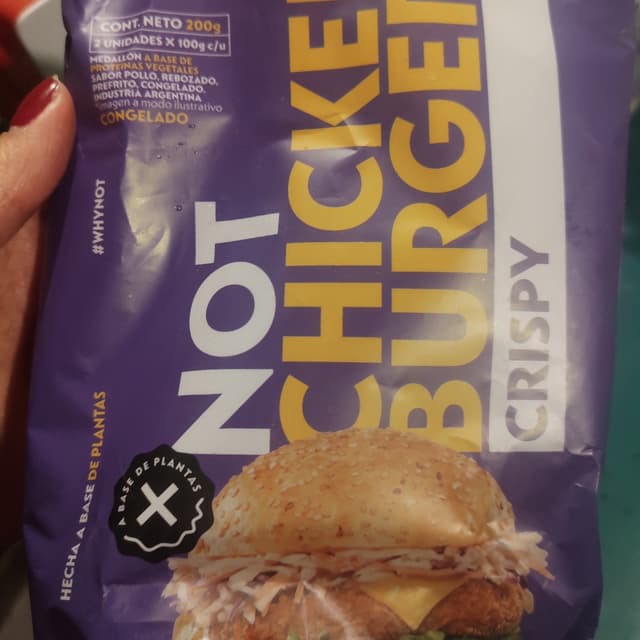 CONT. NETO 200g
2 UNIDADES X 100g c/u
MEDALLÓN A BASE DE
PROTEÍNAS VEGETALES
SABOR POLLO, REBOZADO,
PREFRITO, CONGELADO.
INDUSTRIA ARGENTINA
Imagen a modo ilustrativo
CONGELADO
#WHYNOT
HECHA A BASE DE PLANTAS
NOT
CHICKE
BURGER
CRISPY
A BASE DE PLANTAS